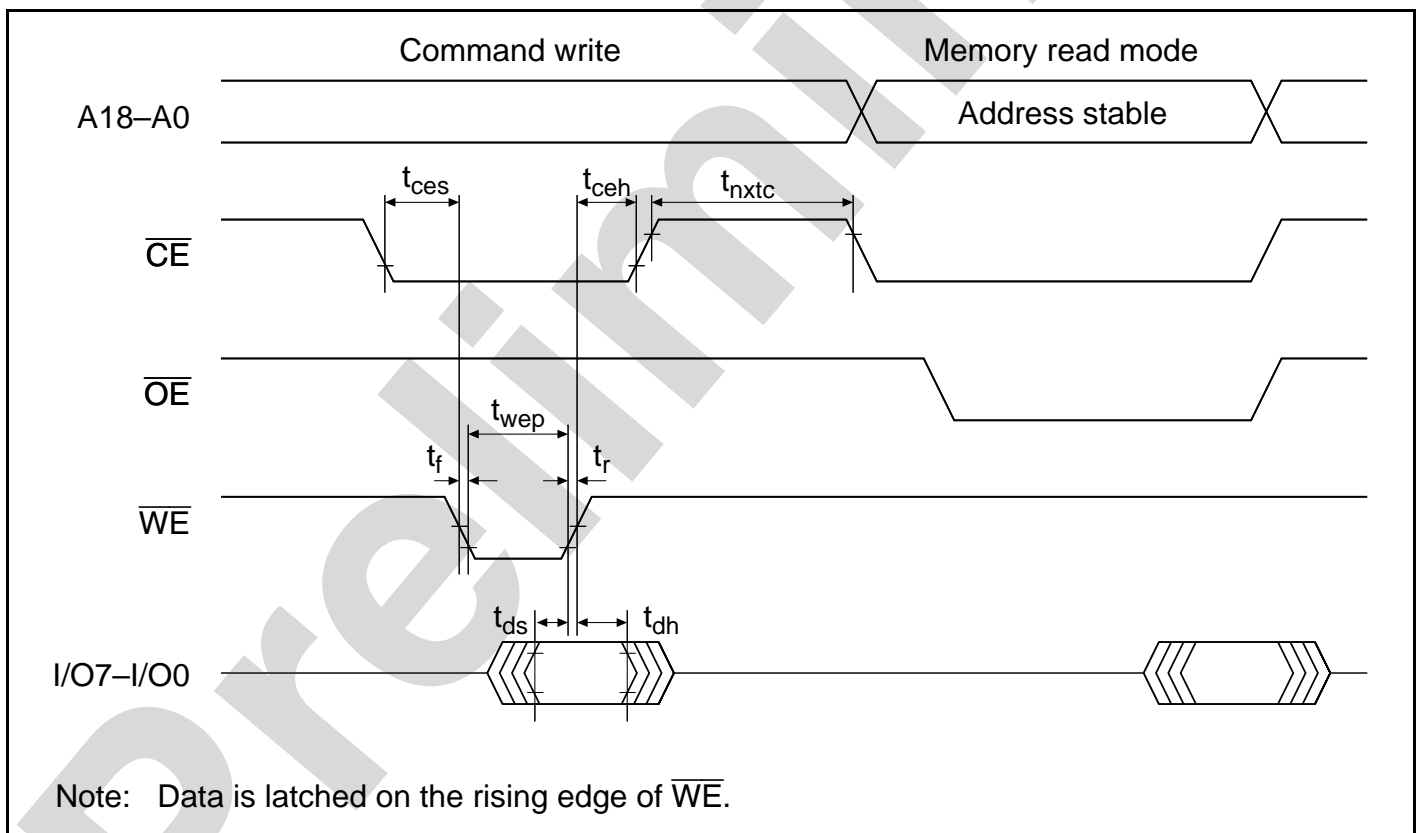 Command write
Memory read mode
A18–A0
Address stable
tces
tceh
tnxtc
CE
OE
twep
tf
tr
WE
tds
tdh
I/O7–I/O0
Note: Data is latched on the rising edge of WE.
Prelimi